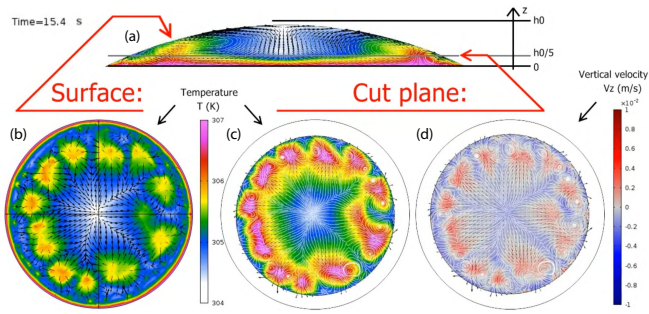 Time=15.4 s
z
h0
(a)
h0/5
0
Surface:
Temperature
T (K)
Cut plane:
Vertical velocity
Vz (m/s)
(b)
(c)
(d)
307
306
305
304
×10⁻³
1
0.8
0.6
0.4
0.2
0
-0.2
-0.4
-0.6
-0.8
-1